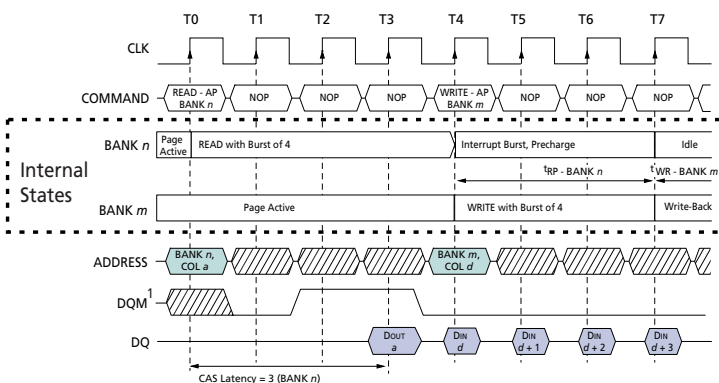 T0 T1 T2 T3 T4 T5 T6 T7
CLK
COMMAND READ - AP BANK n NOP NOP NOP WRITE - AP BANK m NOP NOP NOP
Internal States
BANK n Page Active READ with Burst of 4 Interrupt Burst, Precharge Idle
tRP - BANK n tWR - BANK m
BANK m Page Active WRITE with Burst of 4 Write-Back
ADDRESS BANK n, COL a BANK m, COL d
DQM1
DQ DOUT a DIN d DIN d + 1 DIN d + 2 DIN d + 3
CAS Latency = 3 (BANK n)